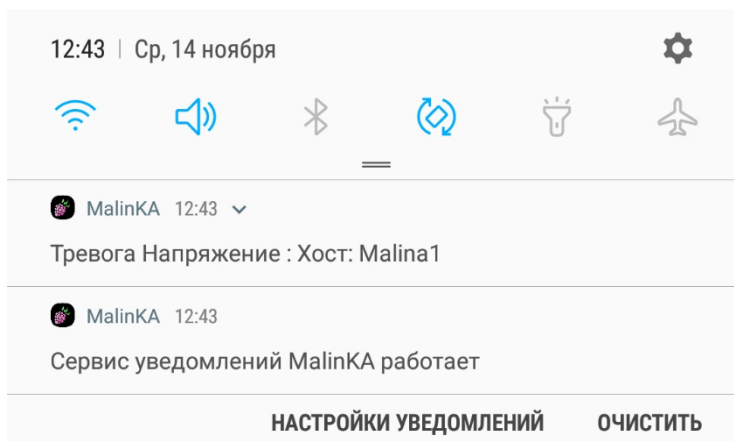 12:43 | Ср, 14 ноября
MalinKA 12:43
Тревога Напряжение : Хост: Malina1
MalinKA 12:43
Сервис уведомлений MalinKA работает
НАСТРОЙКИ УВЕДОМЛЕНИЙ ОЧИСТИТЬ